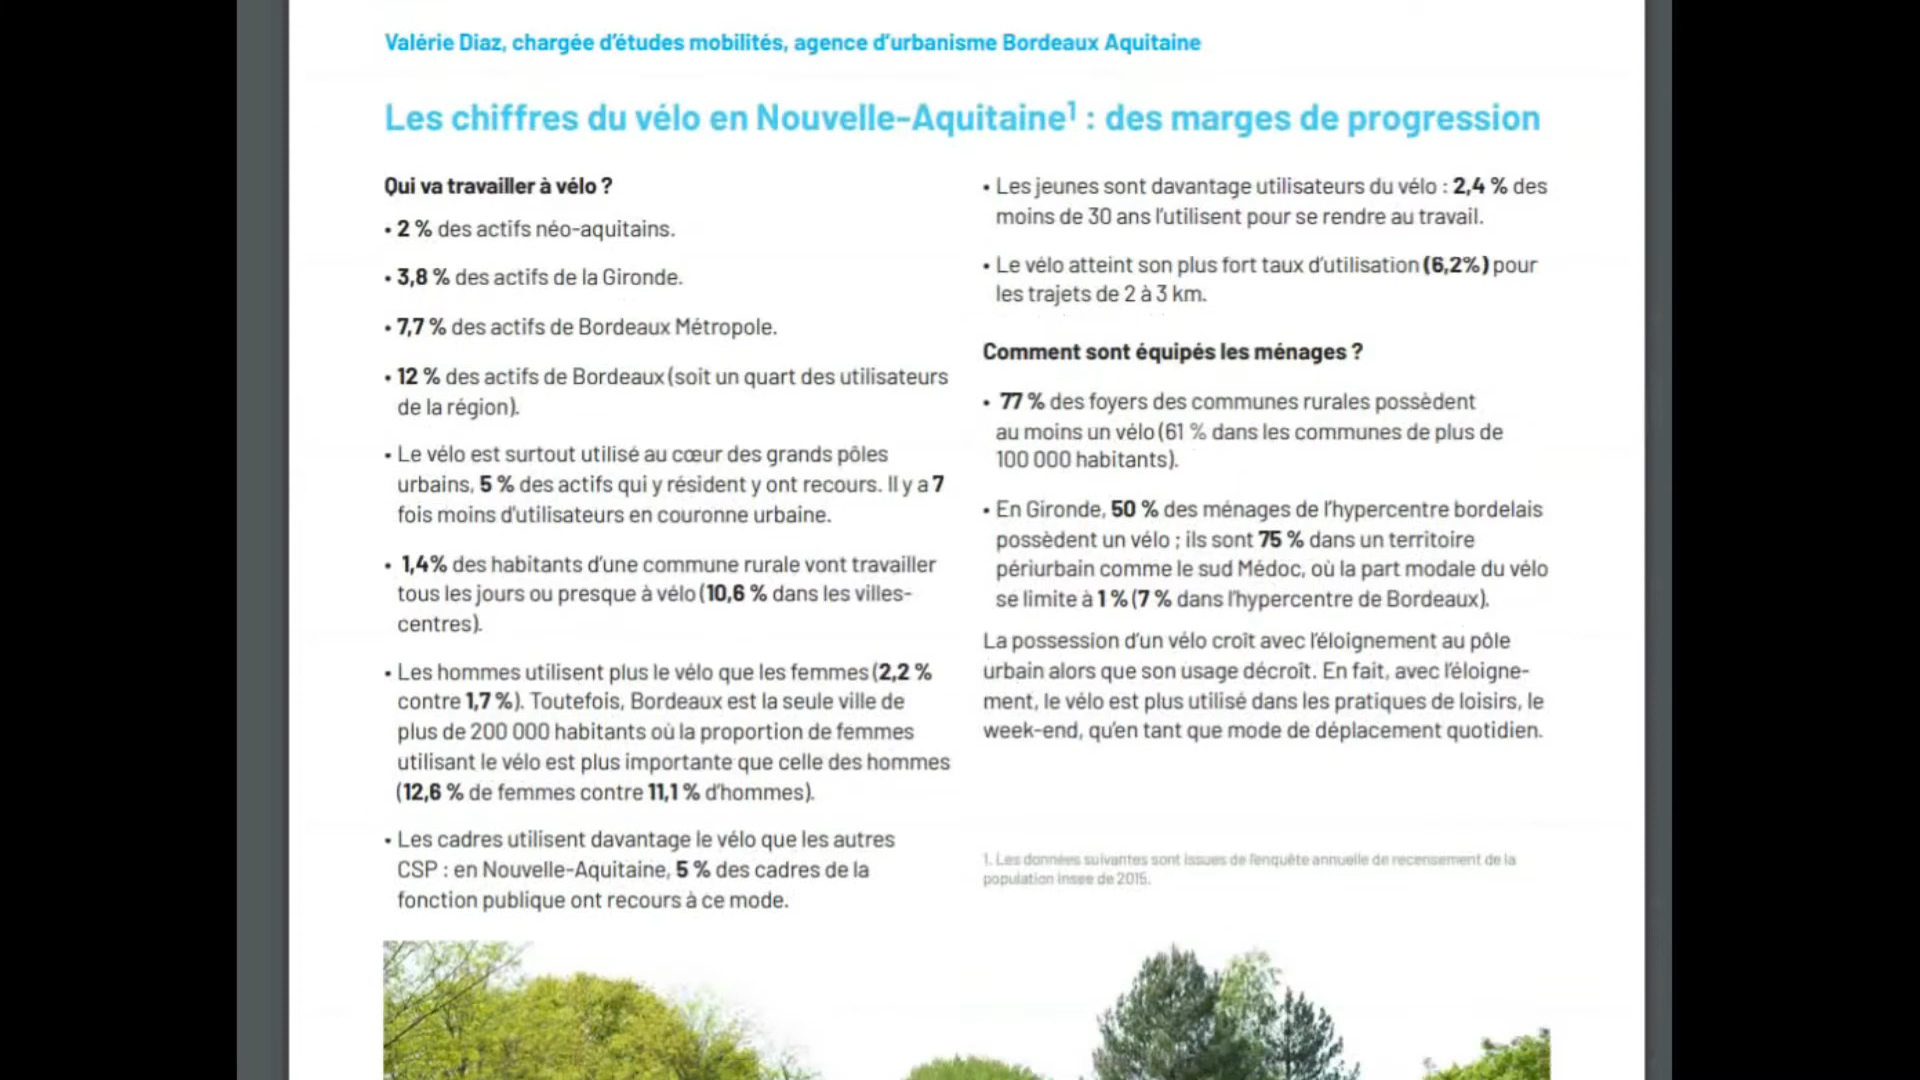 Valérie Diaz, chargée d'études mobilités, agence d'urbanisme Bordeaux Aquitaine
Les chiffres du vélo en Nouvelle-Aquitaine¹ : des marges de progression
Qui va travailler à vélo ?
• 2 % des actifs néo-aquitains.
• 3,8 % des actifs de la Gironde.
• 7,7 % des actifs de Bordeaux Métropole.
• 12 % des actifs de Bordeaux (soit un quart des utilisateurs
de la région).
• Le vélo est surtout utilisé au cœur des grands pôles
urbains, 5 % des actifs qui y résident y ont recours. Il y a 7
fois moins d'utilisateurs en couronne urbaine.
• 1,4% des habitants d'une commune rurale vont travailler
tous les jours ou presque à vélo (10,6 % dans les villes-
centres).
• Les hommes utilisent plus le vélo que les femmes (2,2 %
contre 1,7 %). Toutefois, Bordeaux est la seule ville de
plus de 200 000 habitants où la proportion de femmes
utilisant le vélo est plus importante que celle des hommes
(12,6 % de femmes contre 11,1 % d'hommes).
• Les cadres utilisent davantage le vélo que les autres
CSP : en Nouvelle-Aquitaine, 5 % des cadres de la
fonction publique ont recours à ce mode.
• Les jeunes sont davantage utilisateurs du vélo : 2,4 % des
moins de 30 ans l'utilisent pour se rendre au travail.
• Le vélo atteint son plus fort taux d'utilisation (6,2%) pour
les trajets de 2 à 3 km.
Comment sont équipés les ménages ?
• 77 % des foyers des communes rurales possèdent
au moins un vélo (61 % dans les communes de plus de
100 000 habitants).
• En Gironde, 50 % des ménages de l'hypercentre bordelais
possèdent un vélo ; ils sont 75 % dans un territoire
périurbain comme le sud Médoc, où la part modale du vélo
se limite à 1 % (7 % dans l'hypercentre de Bordeaux).
La possession d'un vélo croît avec l'éloignement au pôle
urbain alors que son usage décroît. En fait, avec l'éloigne-
ment, le vélo est plus utilisé dans les pratiques de loisirs, le
week-end, qu'en tant que mode de déplacement quotidien.
1. Les données suivantes sont issues de l'enquête annuelle de recensement de la
population Insee de 2015.